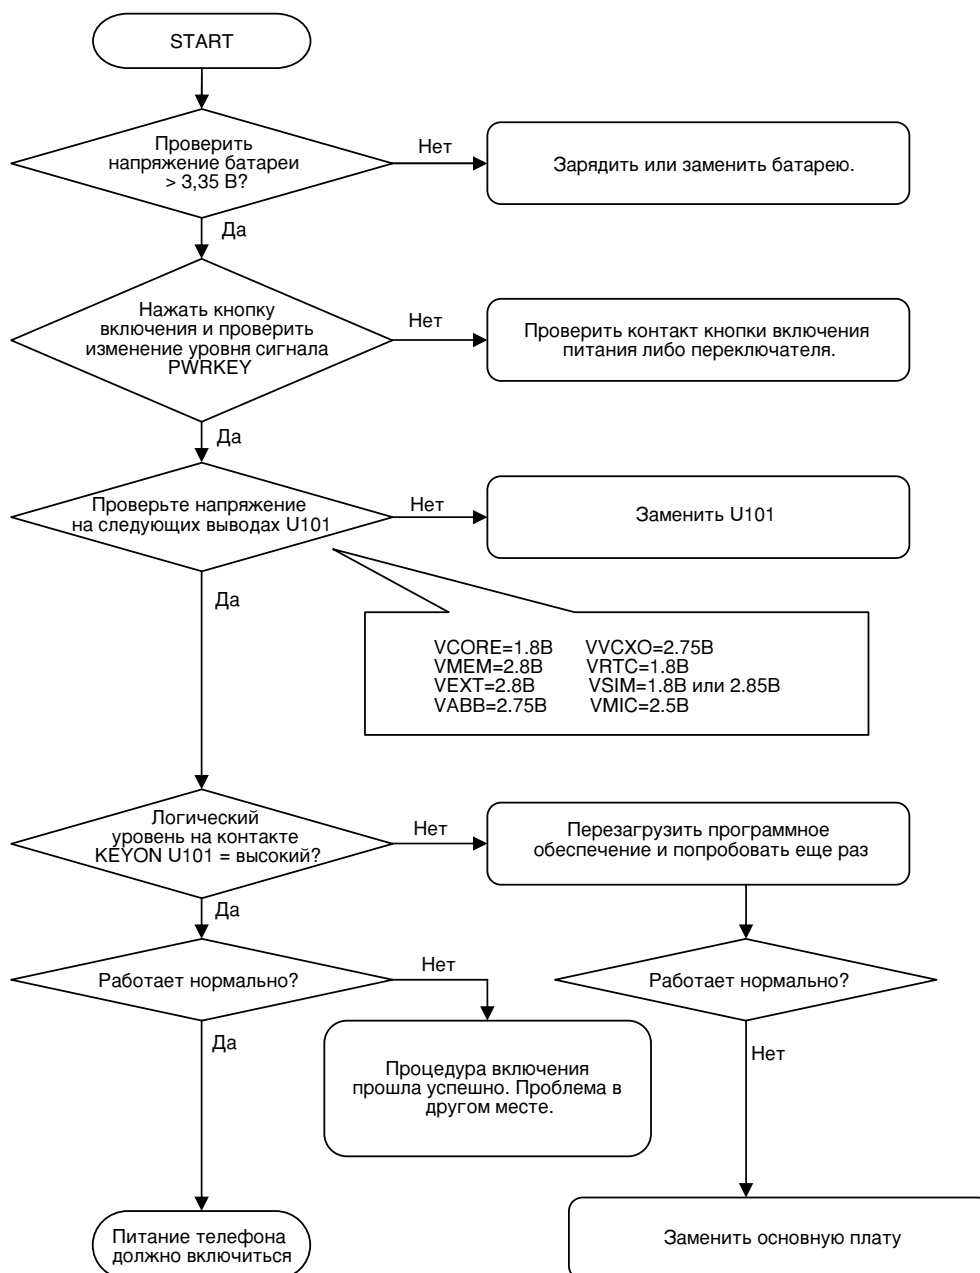 START
Проверить
напряжение батареи
> 3,35 В?
Нет
Зарядить или заменить батарею.
Да
Нажать кнопку
включения и проверить
изменение уровня сигнала
PWRKEY
Нет
Проверить контакт кнопки включения
питания либо переключателя.
Да
Проверьте напряжение
на следующих выводах U101
Нет
Заменить U101
Да
VCORE=1.8В VVCXO=2.75В
VMEM=2.8В VRTC=1.8В
VEXT=2.8В VSIM=1.8В или 2.85В
VABB=2.75В VMIC=2.5В
Логический
уровень на контакте
KEYON U101 = высокий?
Нет
Перезагрузить программное
обеспечение и попробовать еще раз
Да
Работает нормально?
Нет
Работает нормально?
Да
Процедура включения
прошла успешно. Проблема в
другом месте.
Нет
Питание телефона
должно включиться
Заменить основную плату